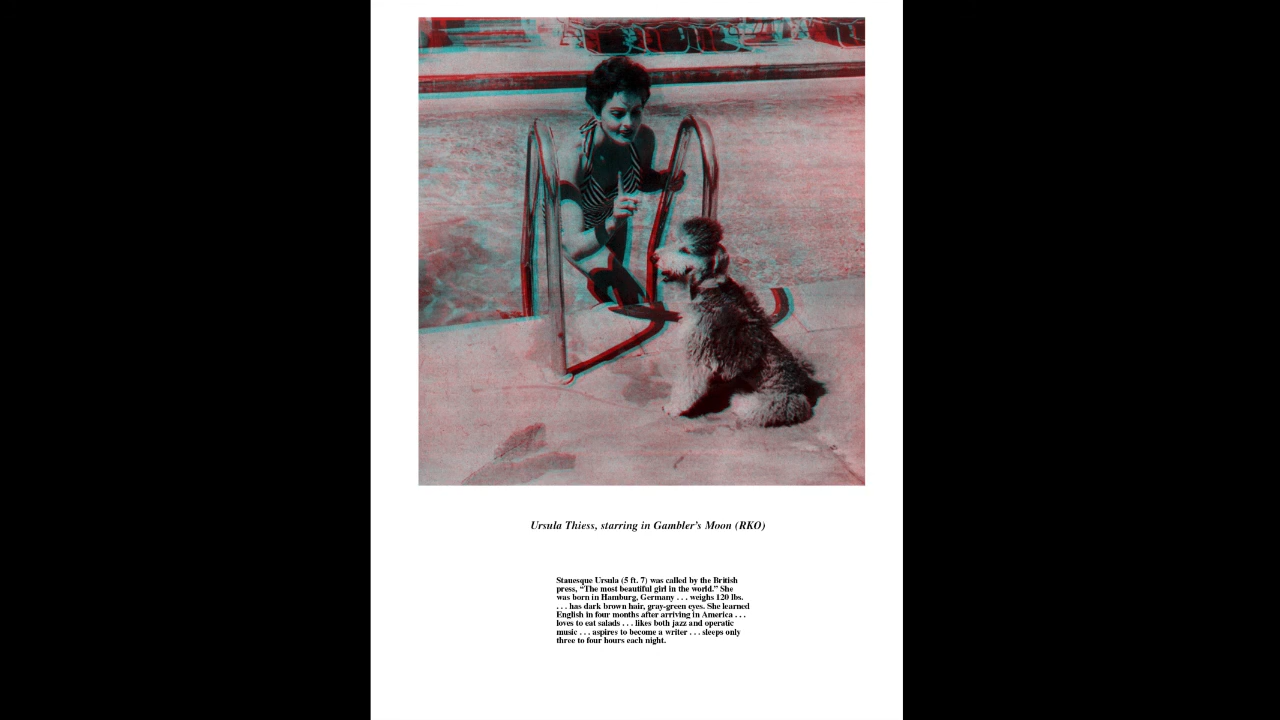 Ursula Thiess, starring in Gambler's Moon (RKO)
Stauesque Ursula (5 ft. 7) was called by the British
press, “The most beautiful girl in the world.” She
was born in Hamburg, Germany . . . weighs 120 lbs.
. . . has dark brown hair, gray-green eyes. She learned
English in four months after arriving in America . . .
loves to eat salads . . . likes both jazz and operatic
music . . . aspires to become a writer . . . sleeps only
three to four hours each night.